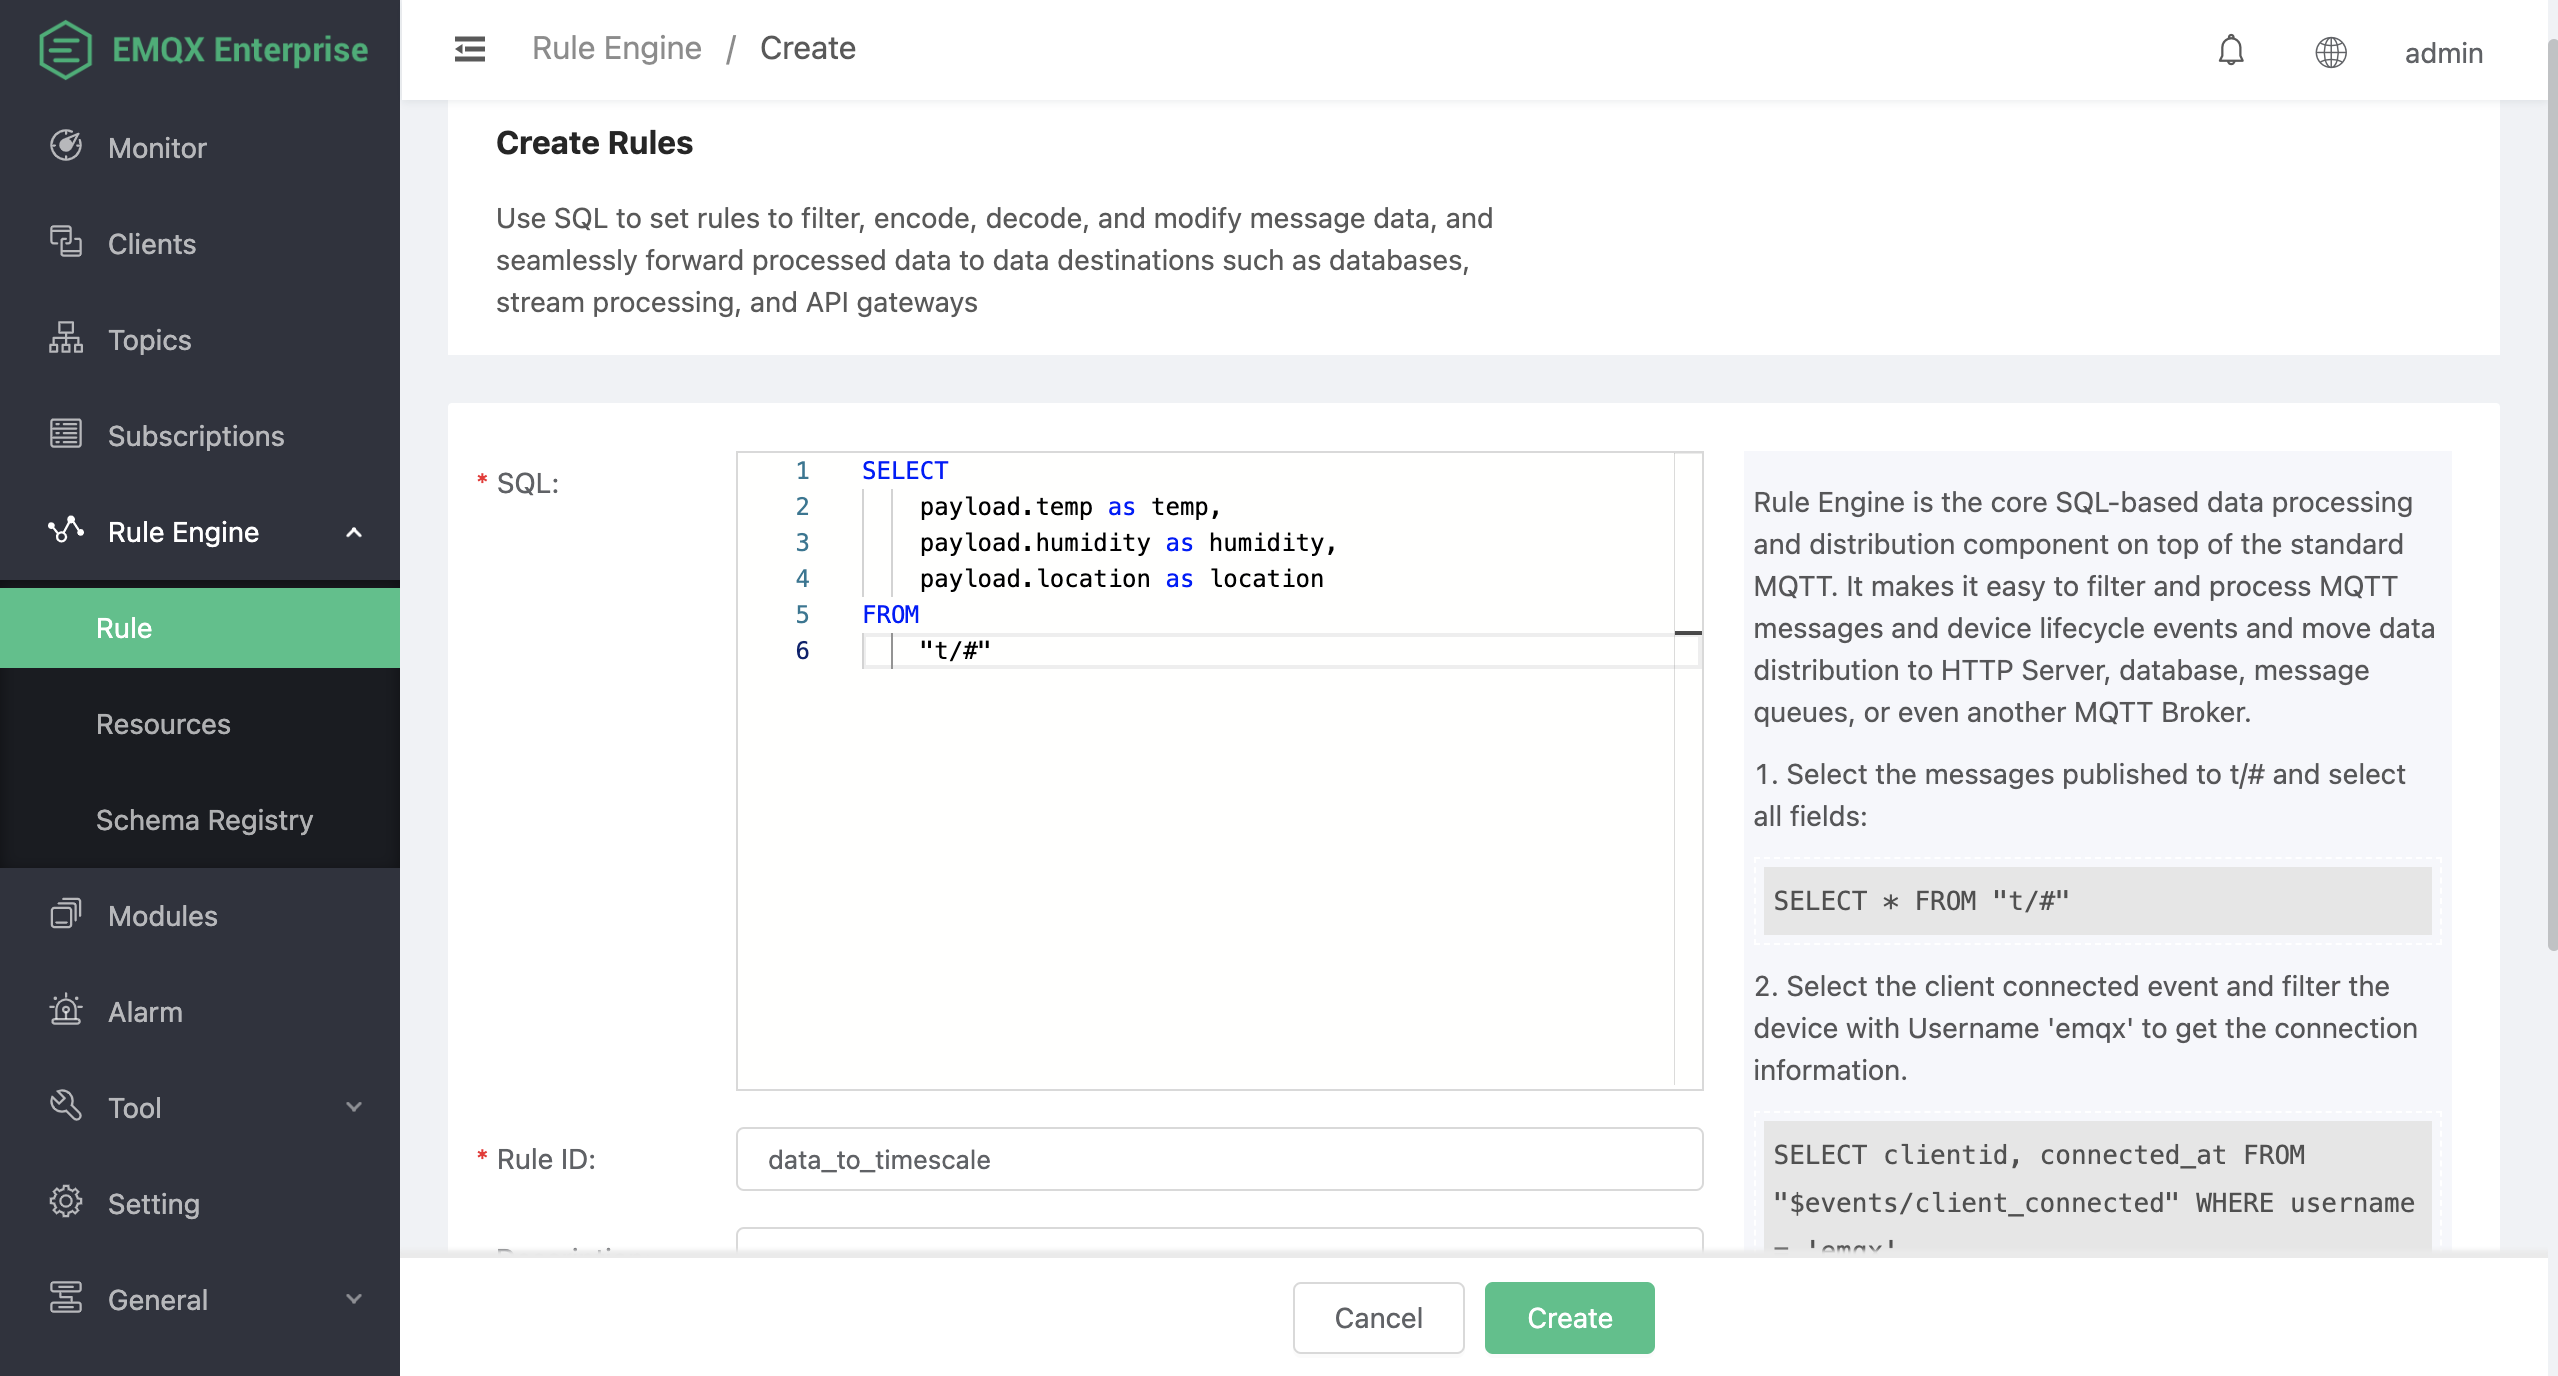 EMQX Enterprise
Monitor
Clients
Topics
Subscriptions
Rule Engine
Rule
Resources
Schema Registry
Modules
Alarm
Tool
Setting
General
Rule Engine / Create
admin
Create Rules
Use SQL to set rules to filter, encode, decode, and modify message data, and
seamlessly forward processed data to data destinations such as databases,
stream processing, and API gateways
* SQL:
1 SELECT
2 payload.temp as temp,
3 payload.humidity as humidity,
4 payload.location as location
5 FROM
6 "t/#"
* Rule ID:
data_to_timescale
Rule Engine is the core SQL-based data processing
and distribution component on top of the standard
MQTT. It makes it easy to filter and process MQTT
messages and device lifecycle events and move data
distribution to HTTP Server, database, message
queues, or even another MQTT Broker.
1. Select the messages published to t/# and select
all fields:
SELECT * FROM "t/#"
2. Select the client connected event and filter the
device with Username 'emqx' to get the connection
information.
SELECT clientid, connected_at FROM
"$events/client_connected" WHERE username
= 'emqx'
Cancel
Create